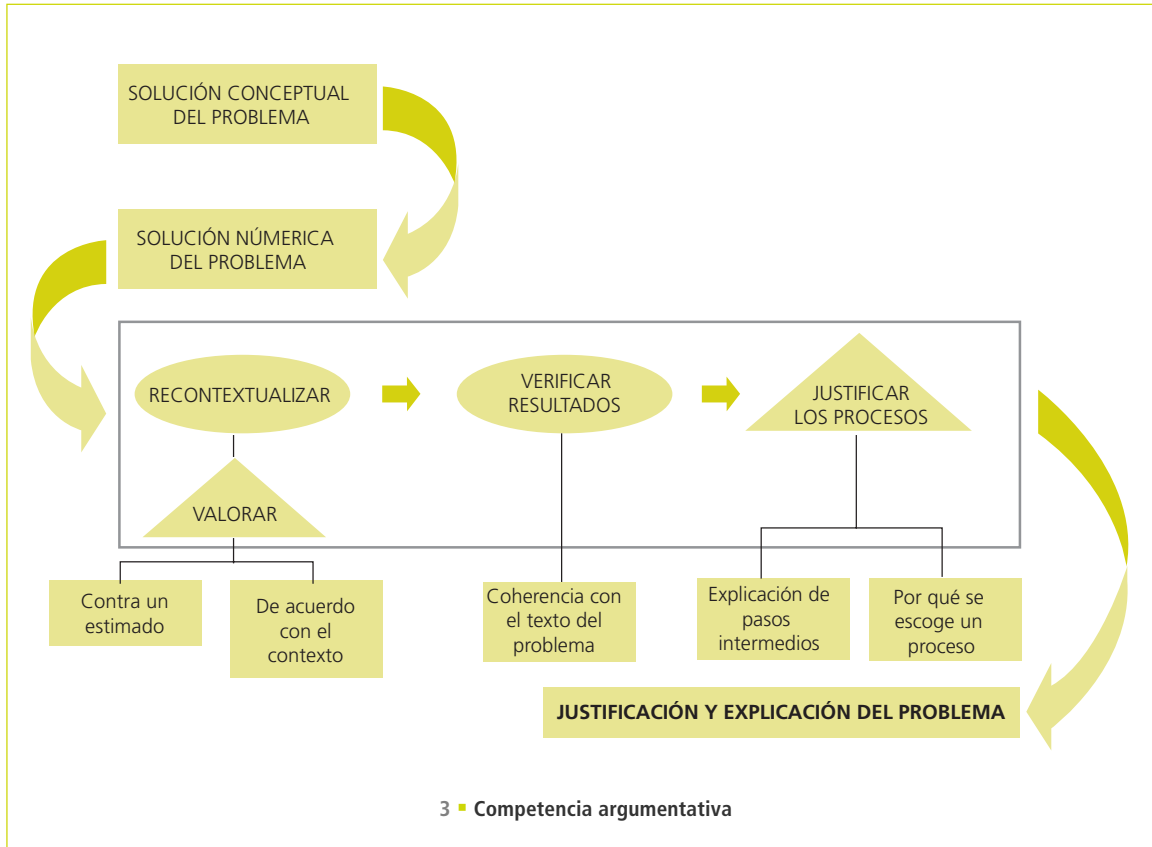 SOLUCIÓN CONCEPTUAL
DEL PROBLEMA
SOLUCIÓN NÚMERICA
DEL PROBLEMA
RECONTEXTUALIZAR
VERIFICAR
RESULTADOS
JUSTIFICAR
LOS PROCESOS
VALORAR
Contra un
estimado
De acuerdo
con el
contexto
Coherencia con
el texto del
problema
Explicación de
pasos
intermedios
Por qué se
escoge un
proceso
JUSTIFICACIÓN Y EXPLICACIÓN DEL PROBLEMA
3 ▪ Competencia argumentativa